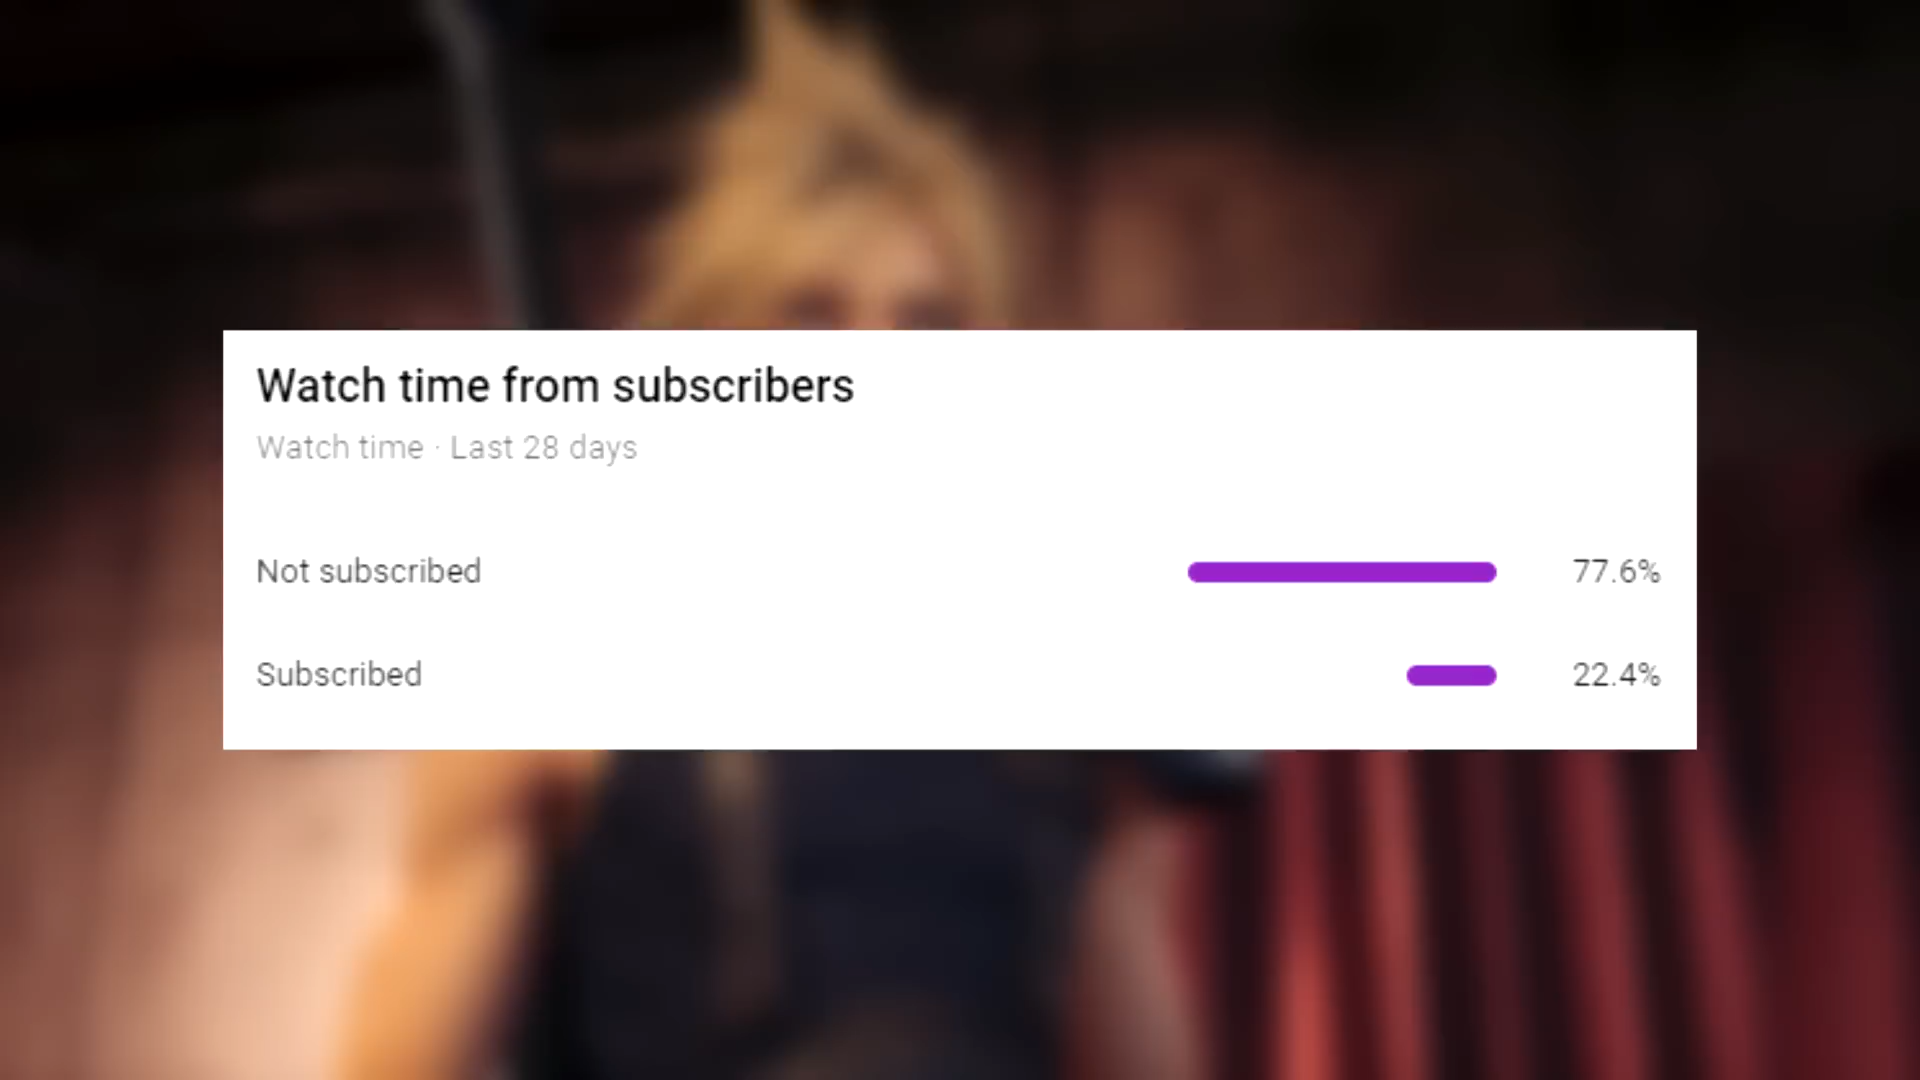 Watch time from subscribers
Watch time · Last 28 days
Not subscribed 77.6%
Subscribed 22.4%